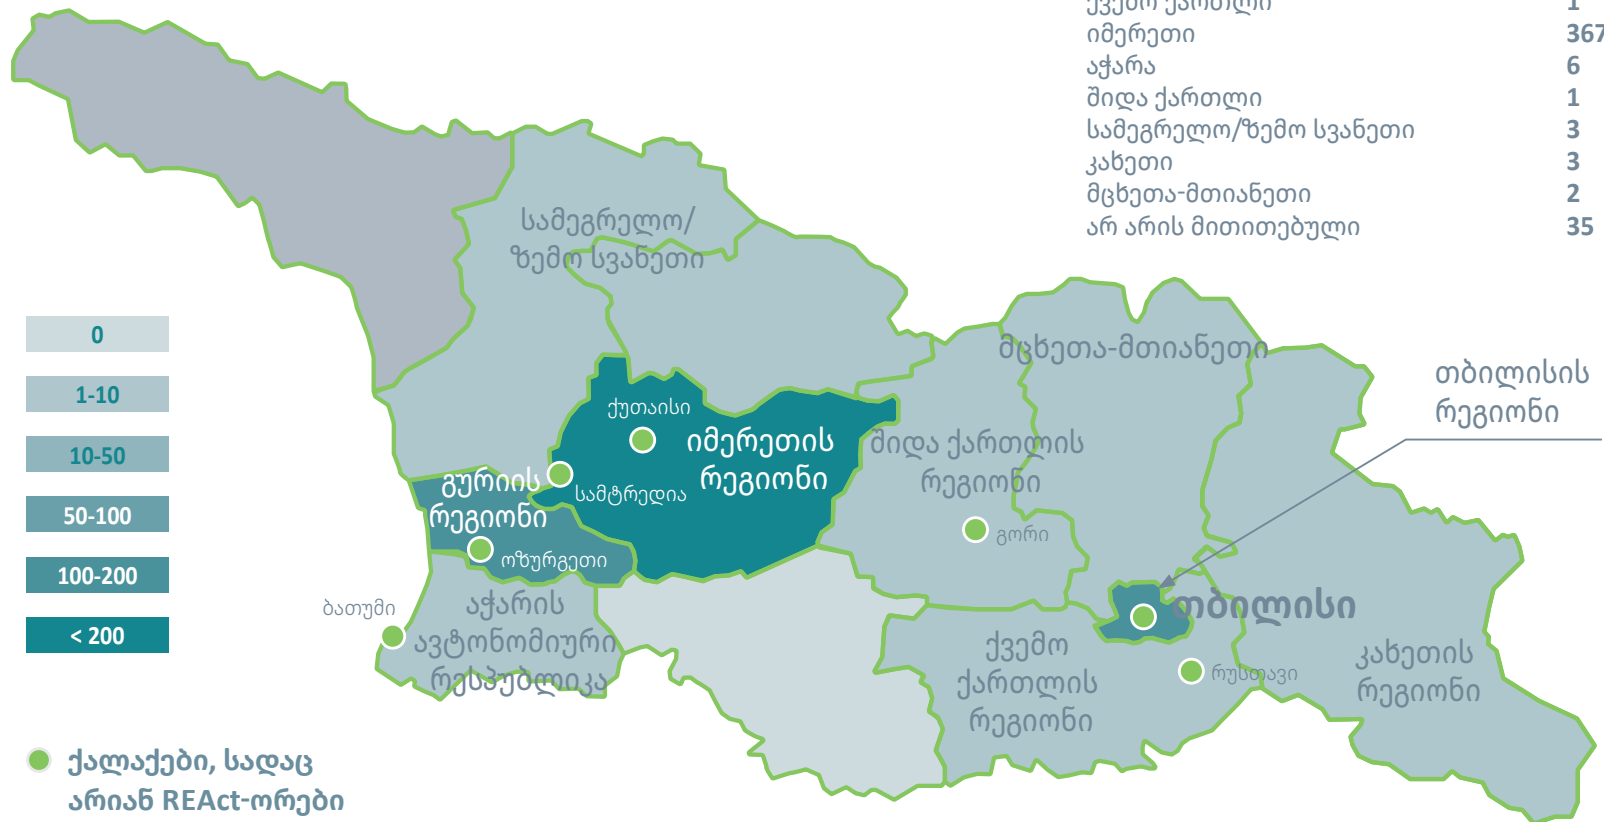 ქვემო ქართლი 1
იმერეთი 367
აჭარა 6
შიდა ქართლი 1
სამეგრელო/ზემო სვანეთი 3
კახეთი 3
მცხეთა-მთიანეთი 2
არ არის მითითებული 35
სამეგრელო/
ზემო სვანეთი
მცხეთა-მთიანეთი
თბილისის
რეგიონი
0
1-10
10-50
50-100
100-200
< 200
ქუთაისი
იმერეთის
რეგიონი
სამტრედია
გურიის
რეგიონი
ოზურგეთი
შიდა ქართლის
რეგიონი
გორი
ბათუმი
აჭარის
ავტონომიური
რესპუბლიკა
თბილისი
ქვემო
ქართლის
რეგიონი
რუსთავი
კახეთის
რეგიონი
ქალაქები, სადაც
არიან REAct-ორები